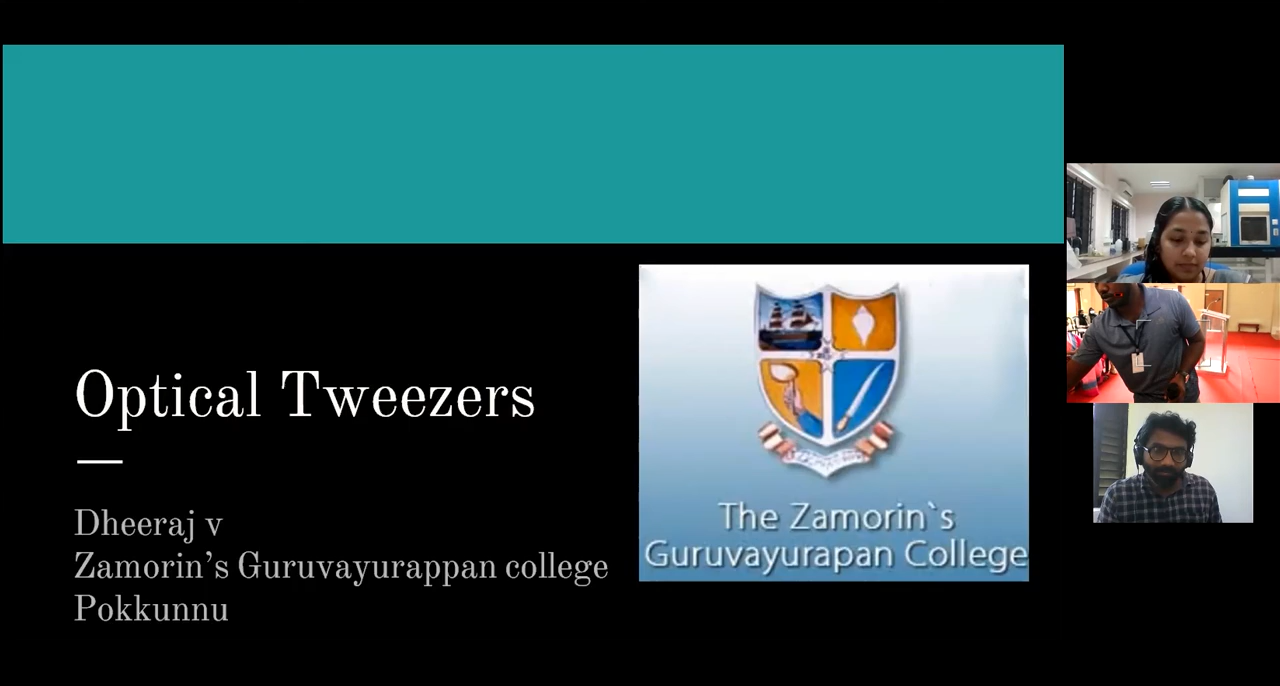 Optical Tweezers
Dheeraj v
Zamorin's Guruvayurappan college
Pokkunnu
The Zamorin`s
Guruvayurapan College